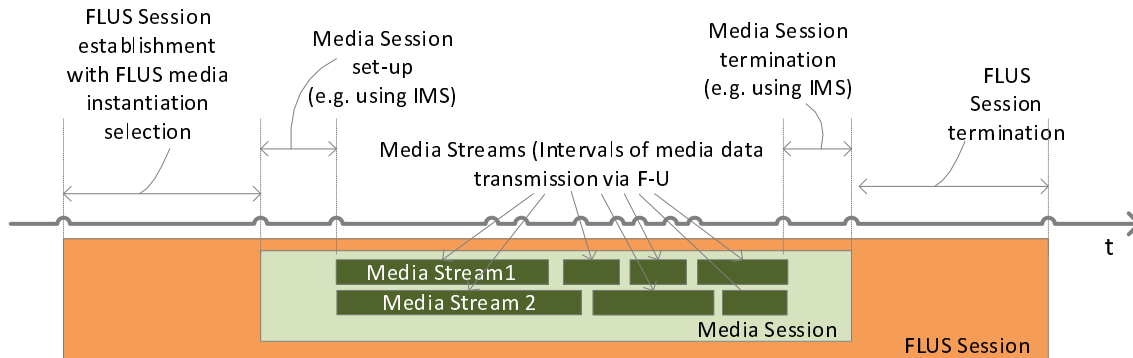 FLUS Session
establishment
with FLUS media
instantiation
selection
Media Session
set-up
(e.g. using IMS)
Media Session
termination
(e.g. using IMS)
FLUS
Session
termination
Media Streams (Intervals of media data
transmission via F-U
t
Media Stream1
Media Stream 2
Media Session
FLUS Session